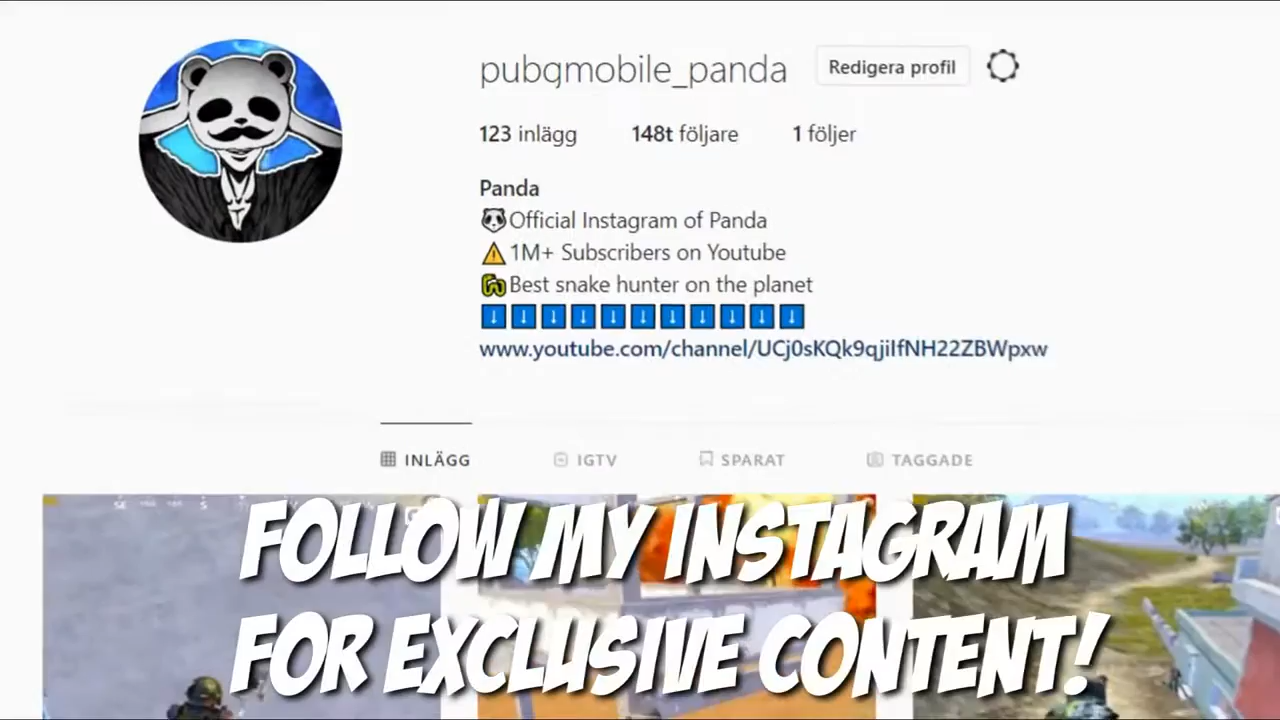 pubgmobile_panda Redigera profil
123 inlägg 148t följare 1 följer
Panda
🐼Official Instagram of Panda
⚠️1M+ Subscribers on Youtube
🐍Best snake hunter on the planet
⬇️⬇️⬇️⬇️⬇️⬇️⬇️⬇️⬇️⬇️⬇️
www.youtube.com/channel/UCj0sKQk9qjiIfNH22ZBWpxw
INLÄGG IGTV SPARAT TAGGADE
SE S
FOLLOW MY INSTAGRAM
FOR EXCLUSIVE CONTENT!